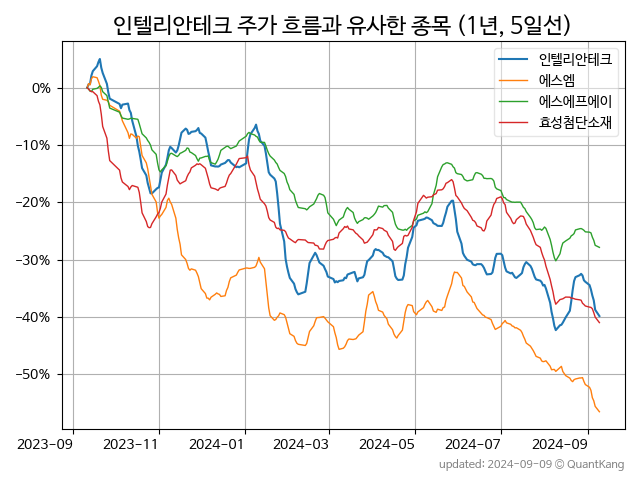 인텔리안테크 주가 흐름과 유사한 종목 (1년, 5일선)
인텔리안테크
에스엠
에스에프에이
효성첨단소재
0%
-10%
-20%
-30%
-40%
-50%
2023-09 2023-11 2024-01 2024-03 2024-05 2024-07 2024-09
updated: 2024-09-09 © QuantKang